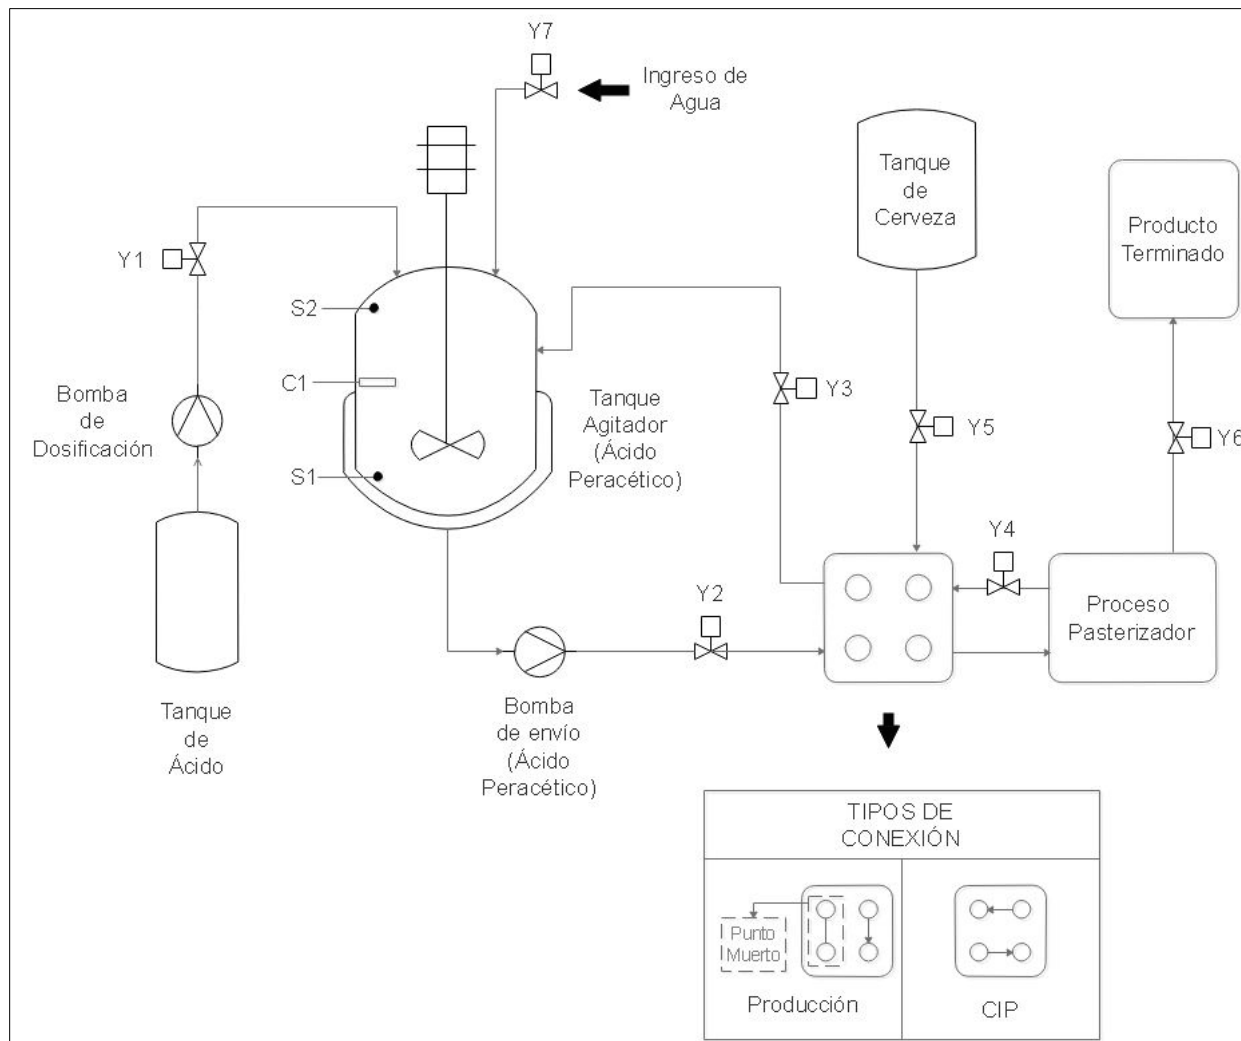 Y7
Ingreso de
Agua
Tanque
de
Cerveza
Producto
Terminado
Y1
S2
C1
S1
Bomba
de
Dosificación
Tanque
Agitador
(Ácido
Peracético)
Y3
Y5
Y6
Y4
Y2
Proceso
Pasterizador
Tanque
de
Ácido
Bomba
de envío
(Ácido
Peracético)
TIPOS DE
CONEXIÓN
Punto
Muerto
Producción
CIP